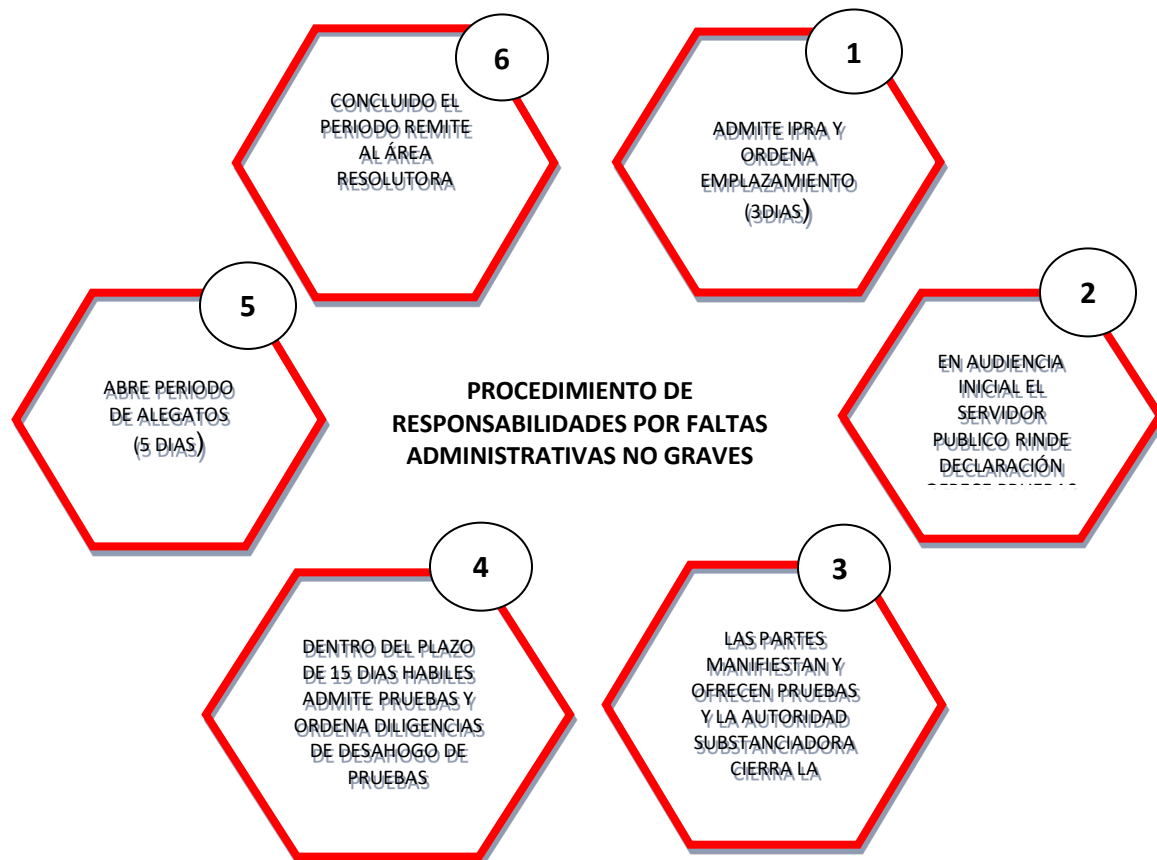 6
CONCLUIDO EL
PERIODO REMITE
AL ÁREA
RESOLUTORA
1
ADMITE IPRA Y
ORDENA
EMPLAZAMIENTO
(3DIAS)
2
EN AUDIENCIA
INICIAL EL
SERVIDOR
PUBLICO RINDE
DECLARACIÓN
5
ABRE PERIODO
DE ALEGATOS
(5 DIAS)
PROCEDIMIENTO DE
RESPONSABILIDADES POR FALTAS
ADMINISTRATIVAS NO GRAVES
4
DENTRO DEL PLAZO
DE 15 DIAS HABILES
ADMITE PRUEBAS Y
ORDENA DILIGENCIAS
DE DESAHOGO DE
PRUEBAS
3
LAS PARTES
MANIFIESTAN Y
OFRECEN PRUEBAS
Y LA AUTORIDAD
SUBSTANCIADORA
CIERRA LA